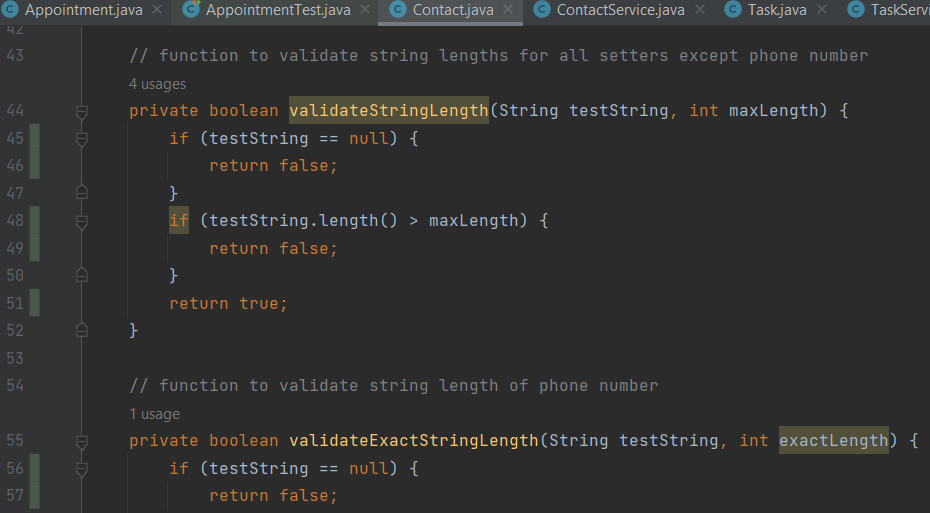 Appointment.java AppointmentTest.java Contact.java ContactService.java Task.java TaskServi
42
43 // function to validate string lengths for all setters except phone number
4 usages
44 private boolean validateStringLength(String testString, int maxLength) {
45 if (testString == null) {
46 return false;
47 }
48 if (testString.length() > maxLength) {
49 return false;
50 }
51 return true;
52 }
53
54 // function to validate string length of phone number
1 usage
55 private boolean validateExactStringLength(String testString, int exactLength) {
56 if (testString == null) {
57 return false;